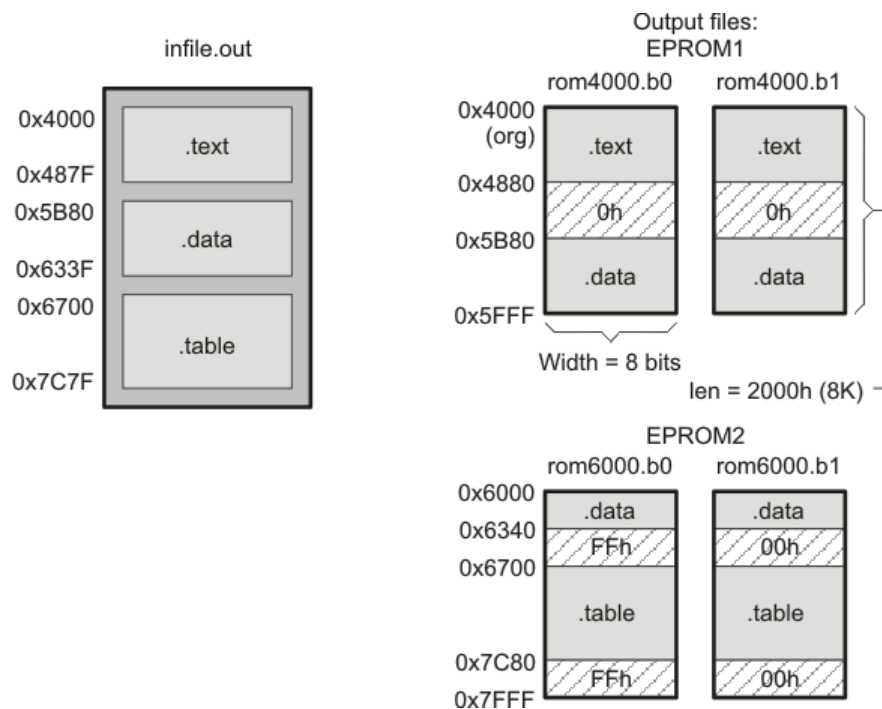 infile.out
0x4000
.text
0x487F
0x5B80
.data
0x633F
0x6700
.table
0x7C7F
Output files:
EPROM1
rom4000.b0 rom4000.b1
0x4000
(org)
.text .text
0x4880
0h 0h
0x5B80
.data .data
0x5FFF
Width = 8 bits
len = 2000h (8K)
EPROM2
rom6000.b0 rom6000.b1
0x6000
.data .data
0x6340
FFh 00h
0x6700
.table .table
0x7C80
FFh 00h
0x7FFF